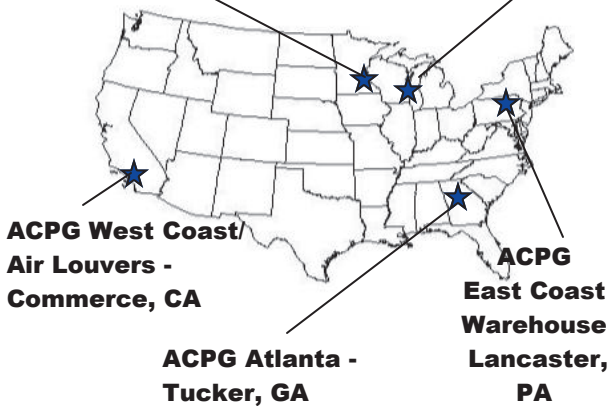 ACPG West Coast/
Air Louvers -
Commerce, CA
ACPG Atlanta -
Tucker, GA
ACPG
East Coast
Warehouse
Lancaster,
PA